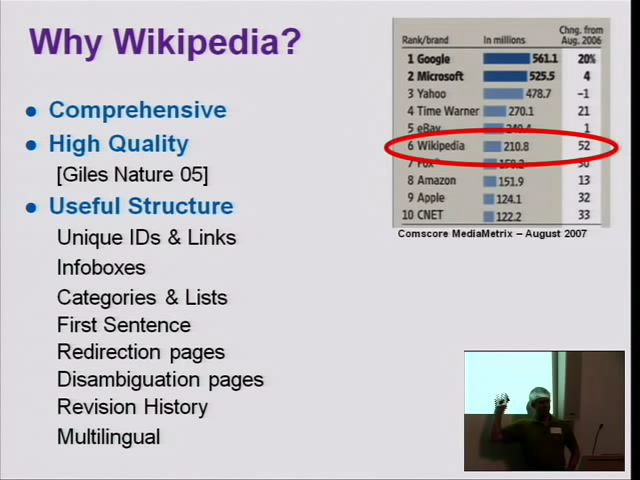 Why Wikipedia?
Comprehensive
High Quality
[Giles Nature 05]
Useful Structure
Unique IDs & Links
Infoboxes
Categories & Lists
First Sentence
Redirection pages
Disambiguation pages
Revision History
Multilingual
Rank/brand In millions Chng. from Aug. 2006
1 Google 561.1 20%
2 Microsoft 525.5 4
3 Yahoo 478.7 –1
4 Time Warner 270.1 21
5 eBay 1
6 Wikipedia 210.8 52
7 Fox
8 Amazon 151.9 13
9 Apple 124.1 32
10 CNET 122.2 33
Comscore MediaMetrix – August 2007